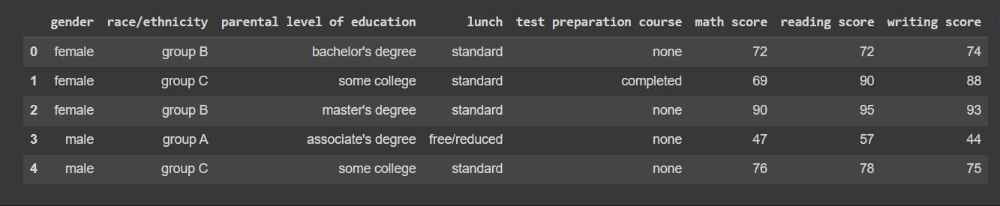 gender race/ethnicity parental level of education lunch test preparation course math score reading score writing score
0 female group B bachelor's degree standard none 72 72 74
1 female group C some college standard completed 69 90 88
2 female group B master's degree standard none 90 95 93
3 male group A associate's degree free/reduced none 47 57 44
4 male group C some college standard none 76 78 75